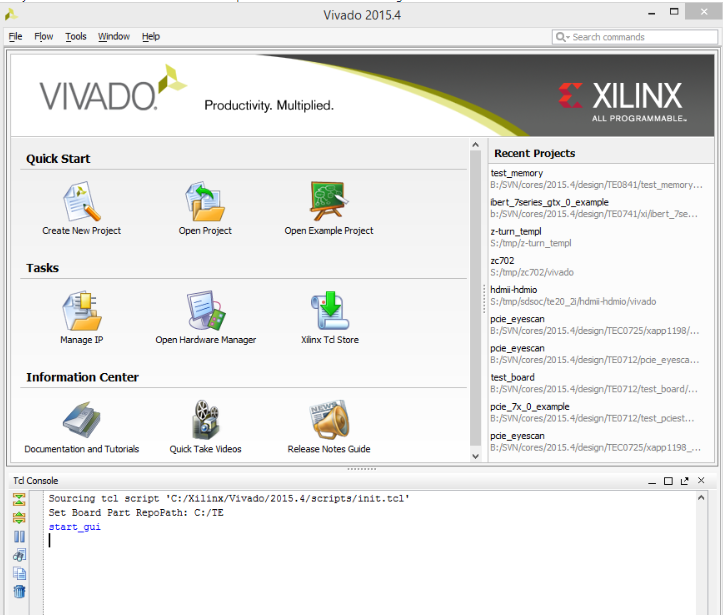 Vivado 2015.4
File Flow Tools Window Help
Search commands
VIVADO. Productivity. Multiplied.
XILINX
ALL PROGRAMMABLE™
Quick Start
Create New Project Open Project Open Example Project
Tasks
Manage IP Open Hardware Manager Xilinx Tcl Store
Information Center
NEWS
Documentation and Tutorials Quick Take Videos Release Notes Guide
Recent Projects
test_memory
B:/SVN/cores/2015.4/design/TE0841/test_memory...
ibert_7series_gtx_0_example
b:/SVN/cores/2015.4/design/TE0741/xi/ibert_7se...
z-turn_templ
S:/tmp/z-turn_templ
zc702
S:/tmp/zc702/vivado
hdmii-hdmio
S:/tmp/sdsoc/te20_2i/hdmii-hdmio/vivado
pcie_eyescan
B:/SVN/cores/2015.4/design/TEC0725/xapp1198/...
pcie_eyescan
B:/SVN/cores/2015.4/design/TE0712/pcie_eyesca...
test_board
B:/SVN/cores/2015.4/design/TE0712/test_board/...
pcie_7x_0_example
B:/SVN/cores/2015.4/design/TE0712/test_pciest...
pcie_eyescan
B:/SVN/cores/2015.4/design/TEC0725/xapp1198_...
Tcl Console
Sourcing tcl script 'C:/Xilinx/Vivado/2015.4/scripts/init.tcl'
Set Board Part RepoPath: C:/TE
start_gui